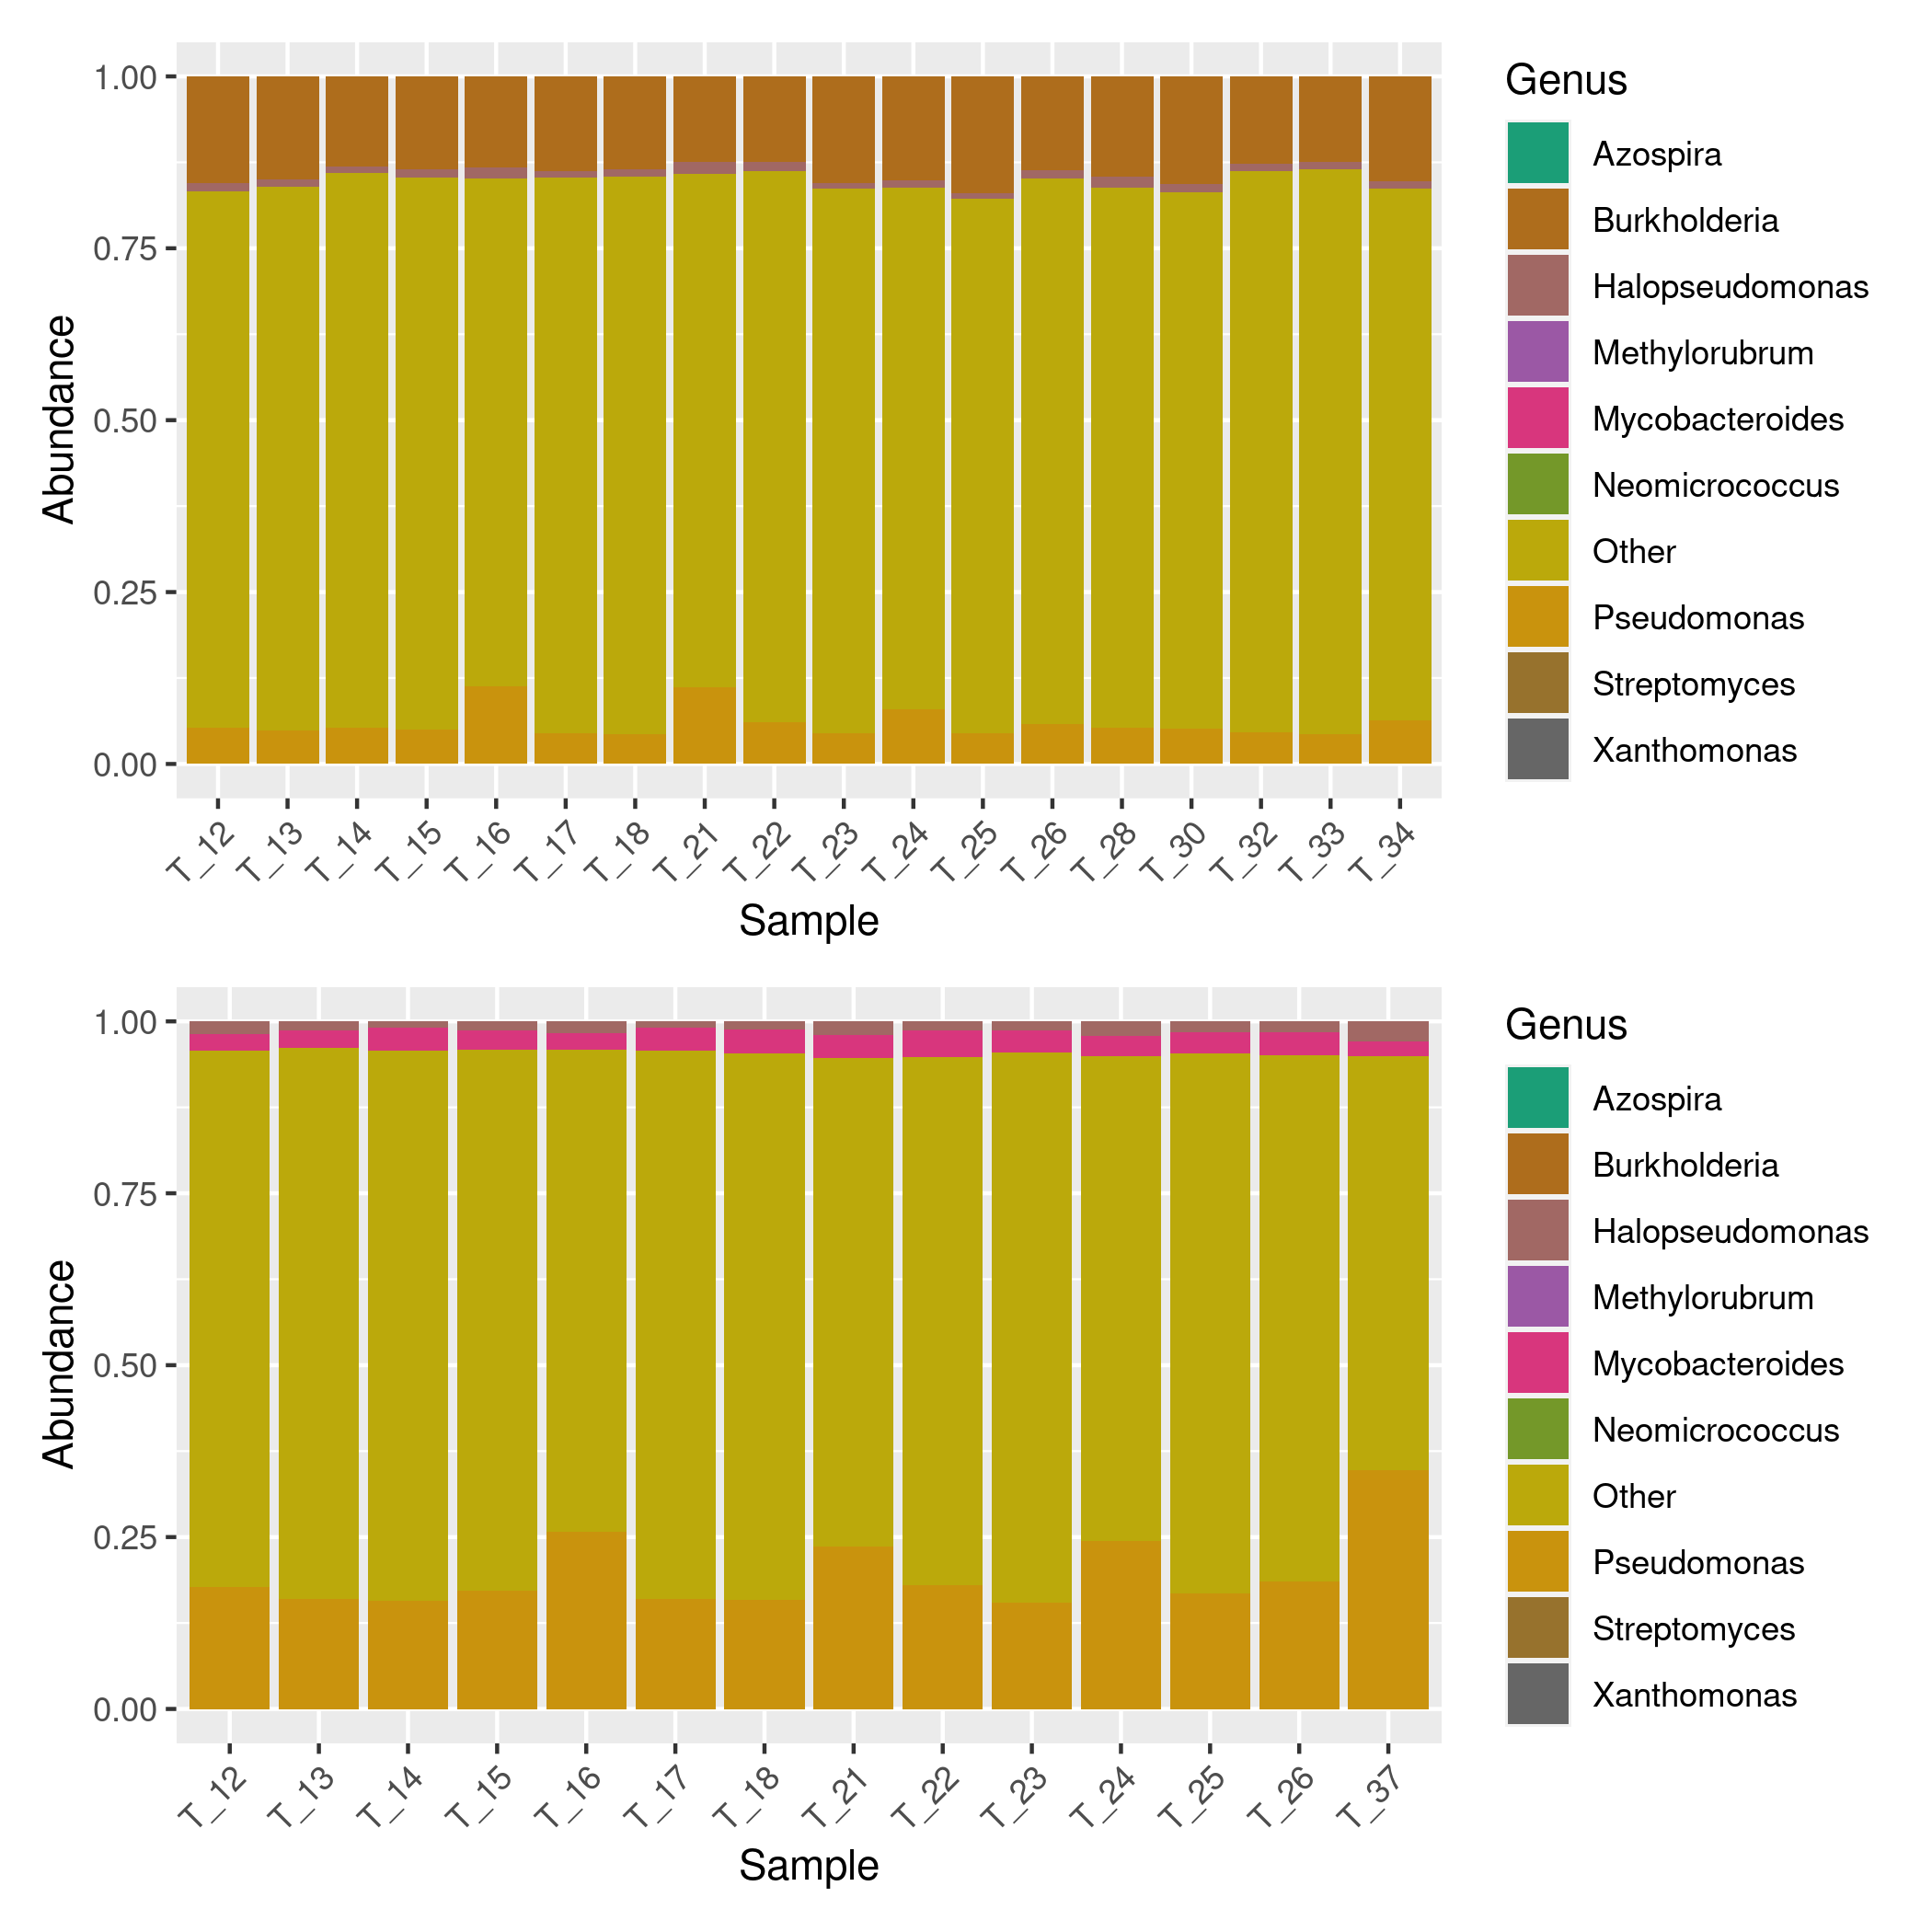 Genus
Azospira
Burkholderia
Halopseudomonas
Methylorubrum
Mycobacteroides
Neomicrococcus
Other
Pseudomonas
Streptomyces
Xanthomonas
Abundance
1.00
0.75
0.50
0.25
0.00
T_12 T_13 T_14 T_15 T_16 T_17 T_18 T_21 T_22 T_23 T_24 T_25 T_26 T_28 T_30 T_32 T_33 T_34
Sample
Genus
Azospira
Burkholderia
Halopseudomonas
Methylorubrum
Mycobacteroides
Neomicrococcus
Other
Pseudomonas
Streptomyces
Xanthomonas
Abundance
1.00
0.75
0.50
0.25
0.00
T_12 T_13 T_14 T_15 T_16 T_17 T_18 T_21 T_22 T_23 T_24 T_25 T_26 T_37
Sample